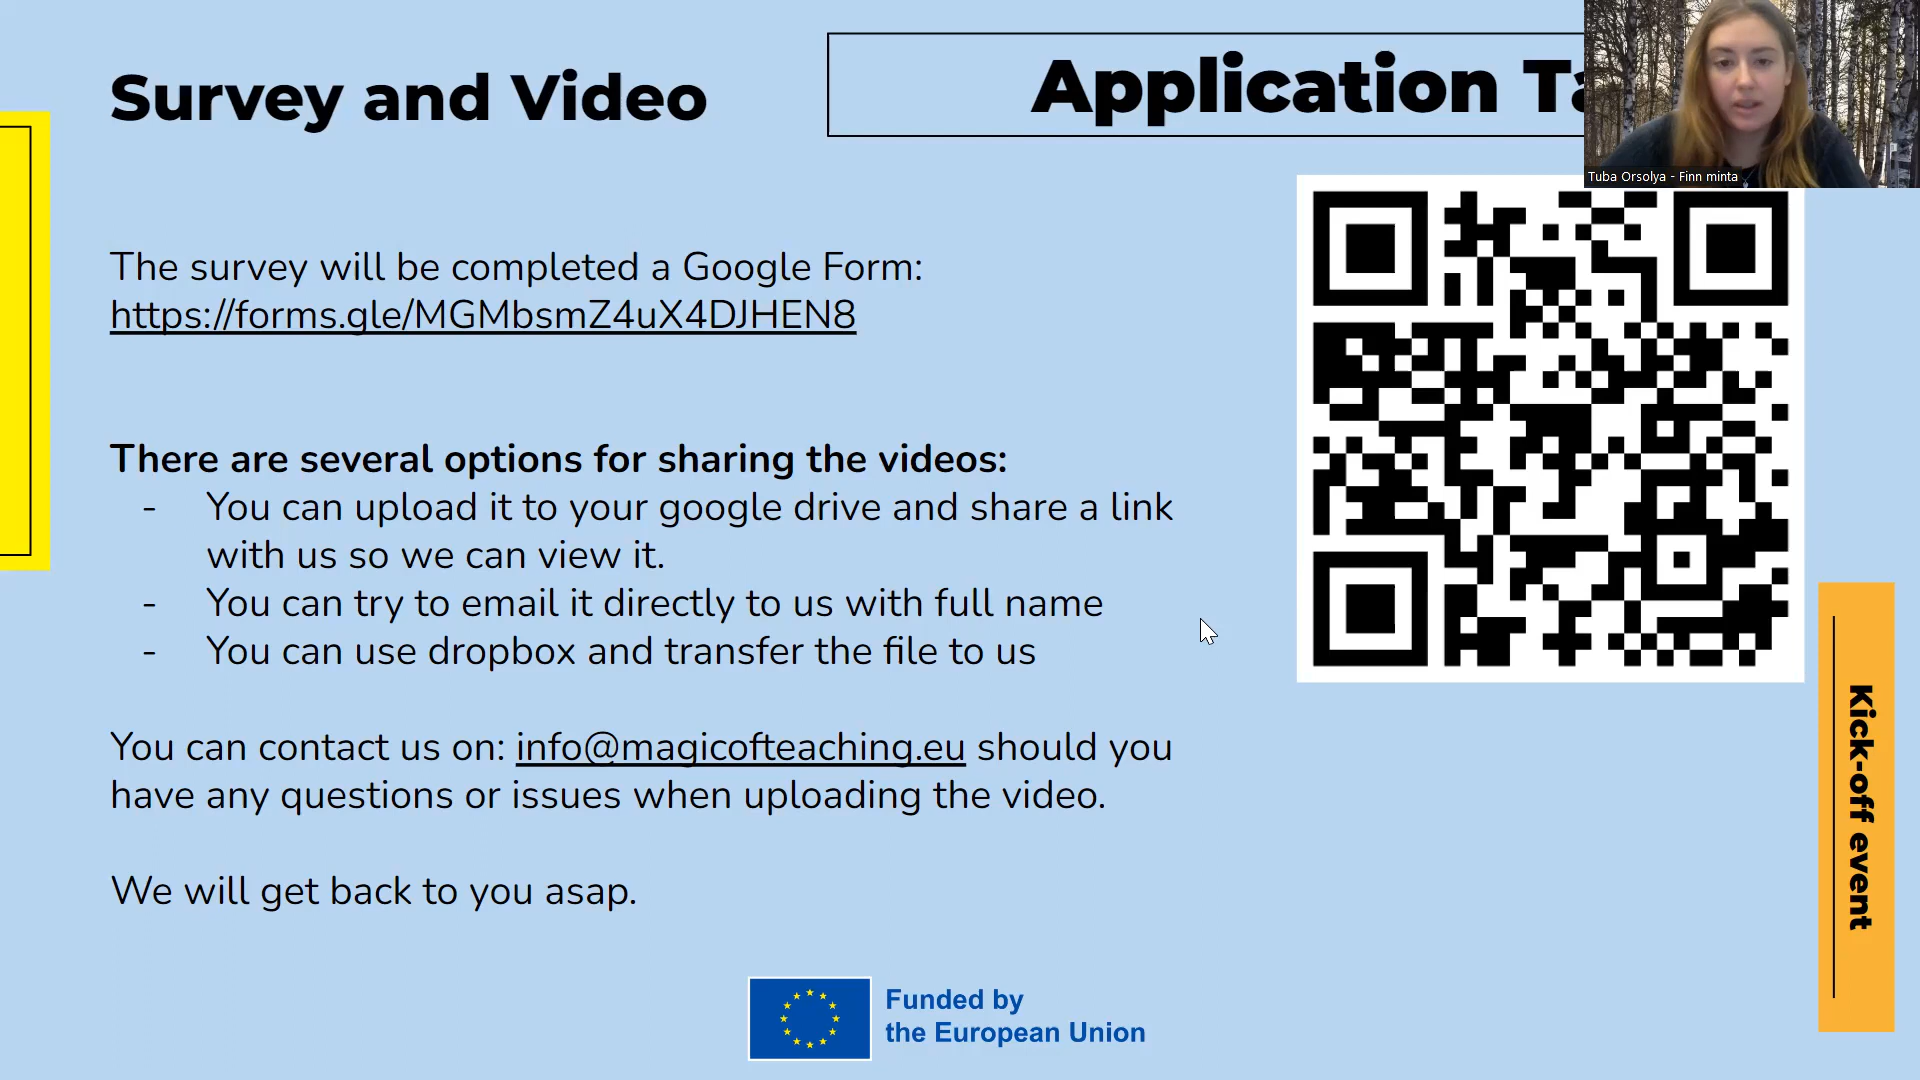 Survey and Video
Application
Tuba Orsolya - Finn minta
The survey will be completed a Google Form:
https://forms.gle/MGMbsmZ4uX4DJHEN8
There are several options for sharing the videos:
- You can upload it to your google drive and share a link
with us so we can view it.
- You can try to email it directly to us with full name
- You can use dropbox and transfer the file to us
You can contact us on: info@magicofteaching.eu should you
have any questions or issues when uploading the video.
We will get back to you asap.
Kick-off event
Funded by
the European Union